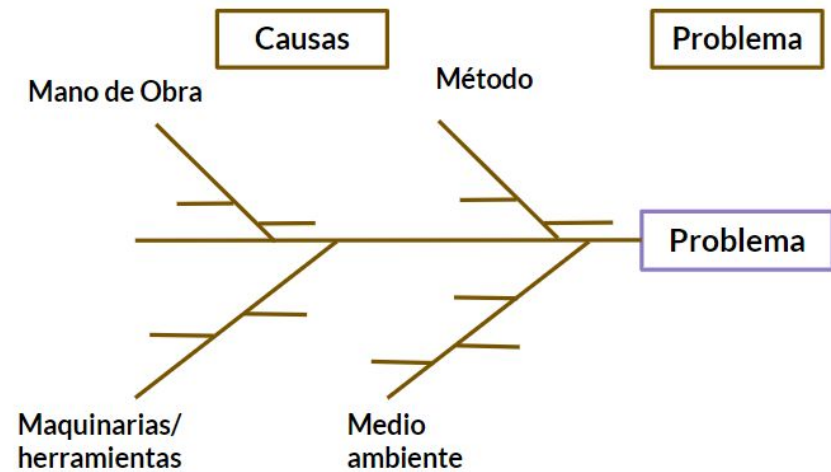 Causas
Problema
Mano de Obra
Método
Problema
Maquinarias/
herramientas
Medio
ambiente